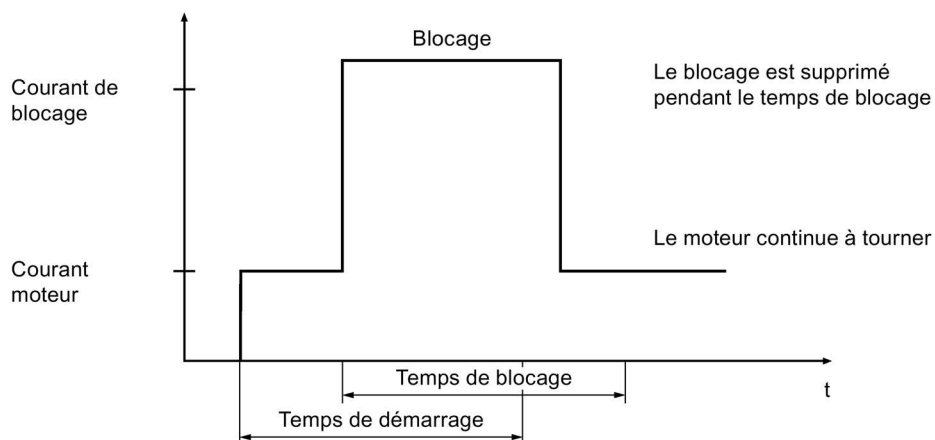 Blocage
Courant de
blocage
Le blocage est supprimé
pendant le temps de blocage
Courant
moteur
Le moteur continue à tourner
Temps de blocage
t
Temps de démarrage